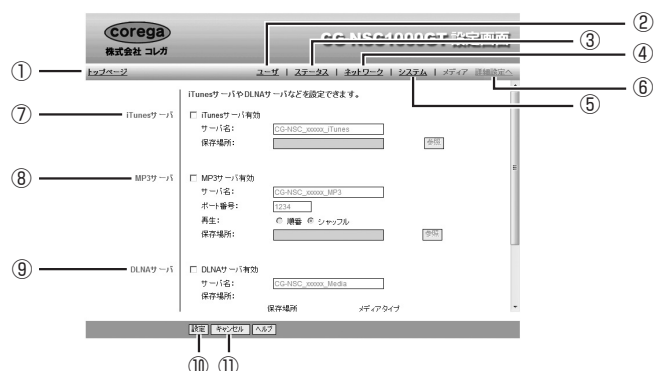 corega
株式会社 コレガ
CG-NSC1000GT 設定画面
②
③
④
①
トップページ
ユーザ | ステータス | ネットワーク | システム | メディア 詳細設定へ
⑤
⑥
iTunesサーバやDLNAサーバなどを設定できます。
⑦
iTunesサーバ
iTunesサーバ有効
サーバ名:
CG-NSC_xxxxxx_iTunes
保存場所:
参照
⑧
MP3サーバ
MP3サーバ有効
サーバ名:
CG-NSC_xxxxxx_MP3
ポート番号:
1234
再生:
順番 シャッフル
保存場所:
参照
⑨
DLNAサーバ
DLNAサーバ有効
サーバ名:
CG-NSC_xxxxxx_Media
保存場所:
保存場所 メディアタイプ
設定 キャンセル ヘルプ
⑩ ⑪